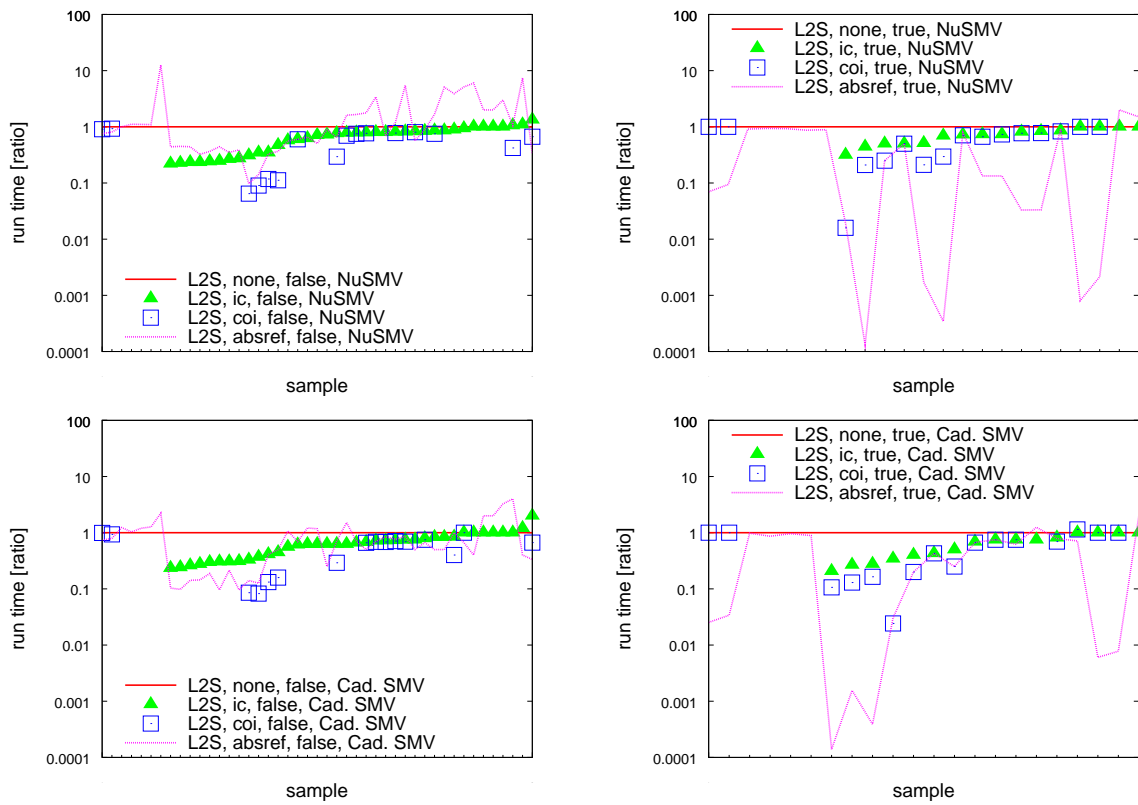 100
10
1
0.1
0.01
0.001
0.0001
run time [ratio]
sample
L2S, none, false, NuSMV
L2S, ic, false, NuSMV
L2S, coi, false, NuSMV
L2S, absref, false, NuSMV
100
10
1
0.1
0.01
0.001
0.0001
run time [ratio]
sample
L2S, none, true, NuSMV
L2S, ic, true, NuSMV
L2S, coi, true, NuSMV
L2S, absref, true, NuSMV
100
10
1
0.1
0.01
0.001
0.0001
run time [ratio]
sample
L2S, none, false, Cad. SMV
L2S, ic, false, Cad. SMV
L2S, coi, false, Cad. SMV
L2S, absref, false, Cad. SMV
100
10
1
0.1
0.01
0.001
0.0001
run time [ratio]
sample
L2S, none, true, Cad. SMV
L2S, ic, true, Cad. SMV
L2S, coi, true, Cad. SMV
L2S, absref, true, Cad. SMV